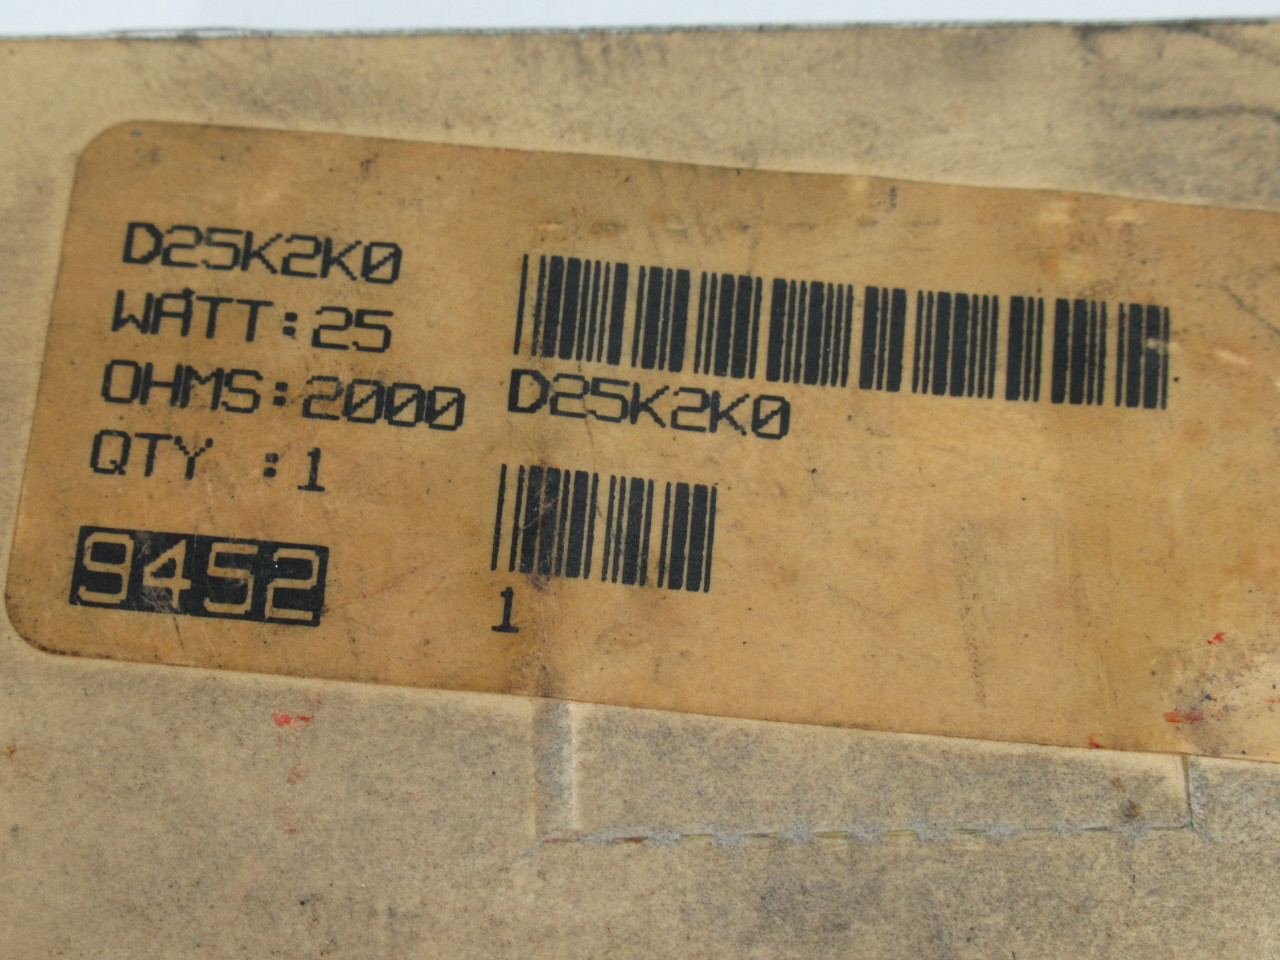 D25K2K0
WATT:25
OHMS:2000
QTY :1
9452
D25K2K0
1